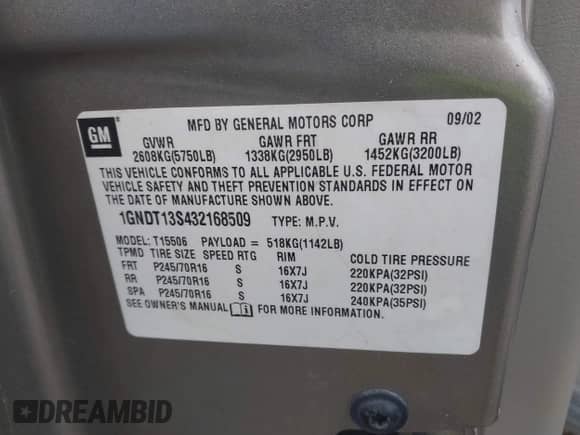 GM
MFD BY GENERAL MOTORS CORP 09/02
GVWR GAWR FRT GAWR RR
2608KG(5750LB) 1338KG(2950LB) 1452KG(3200LB)
THIS VEHICLE CONFORMS TO ALL APPLICABLE U.S. FEDERAL MOTOR
VEHICLE SAFETY AND THEFT PREVENTION STANDARDS IN EFFECT ON
THE DATE OF MANUFACTURE SHOWN ABOVE.
1GNDT13S432168509 TYPE: M.P.V.
MODEL: T15506 PAYLOAD = 518KG(1142LB)
TPMD TIRE SIZE SPEED RTG RIM COLD TIRE PRESSURE
FRT P245/70R16 S 16X7J 220KPA(32PSI)
RR P245/70R16 S 16X7J 220KPA(32PSI)
SPA P245/70R16 S 16X7J 240KPA(35PSI)
SEE OWNER'S MANUAL FOR MORE INFORMATION.
DREAMBID